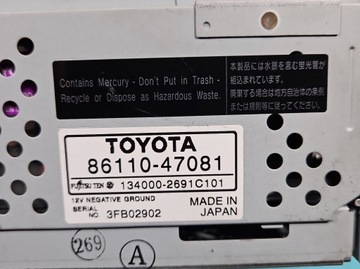 Contains Mercury - Don't Put in Trash -
Recycle or Dispose as Hazardous Waste.
本製品には水銀を含む蛍光管が
組込まれています。
廃棄する場合は地方自治体の条例
または規則等に従ってください。
TOYOTA
86110-47081
FUJITSU TEN 134000-2691C101
12V NEGATIVE GROUND
MADE IN
JAPAN
SERIAL
NO 3FB02902
269
A